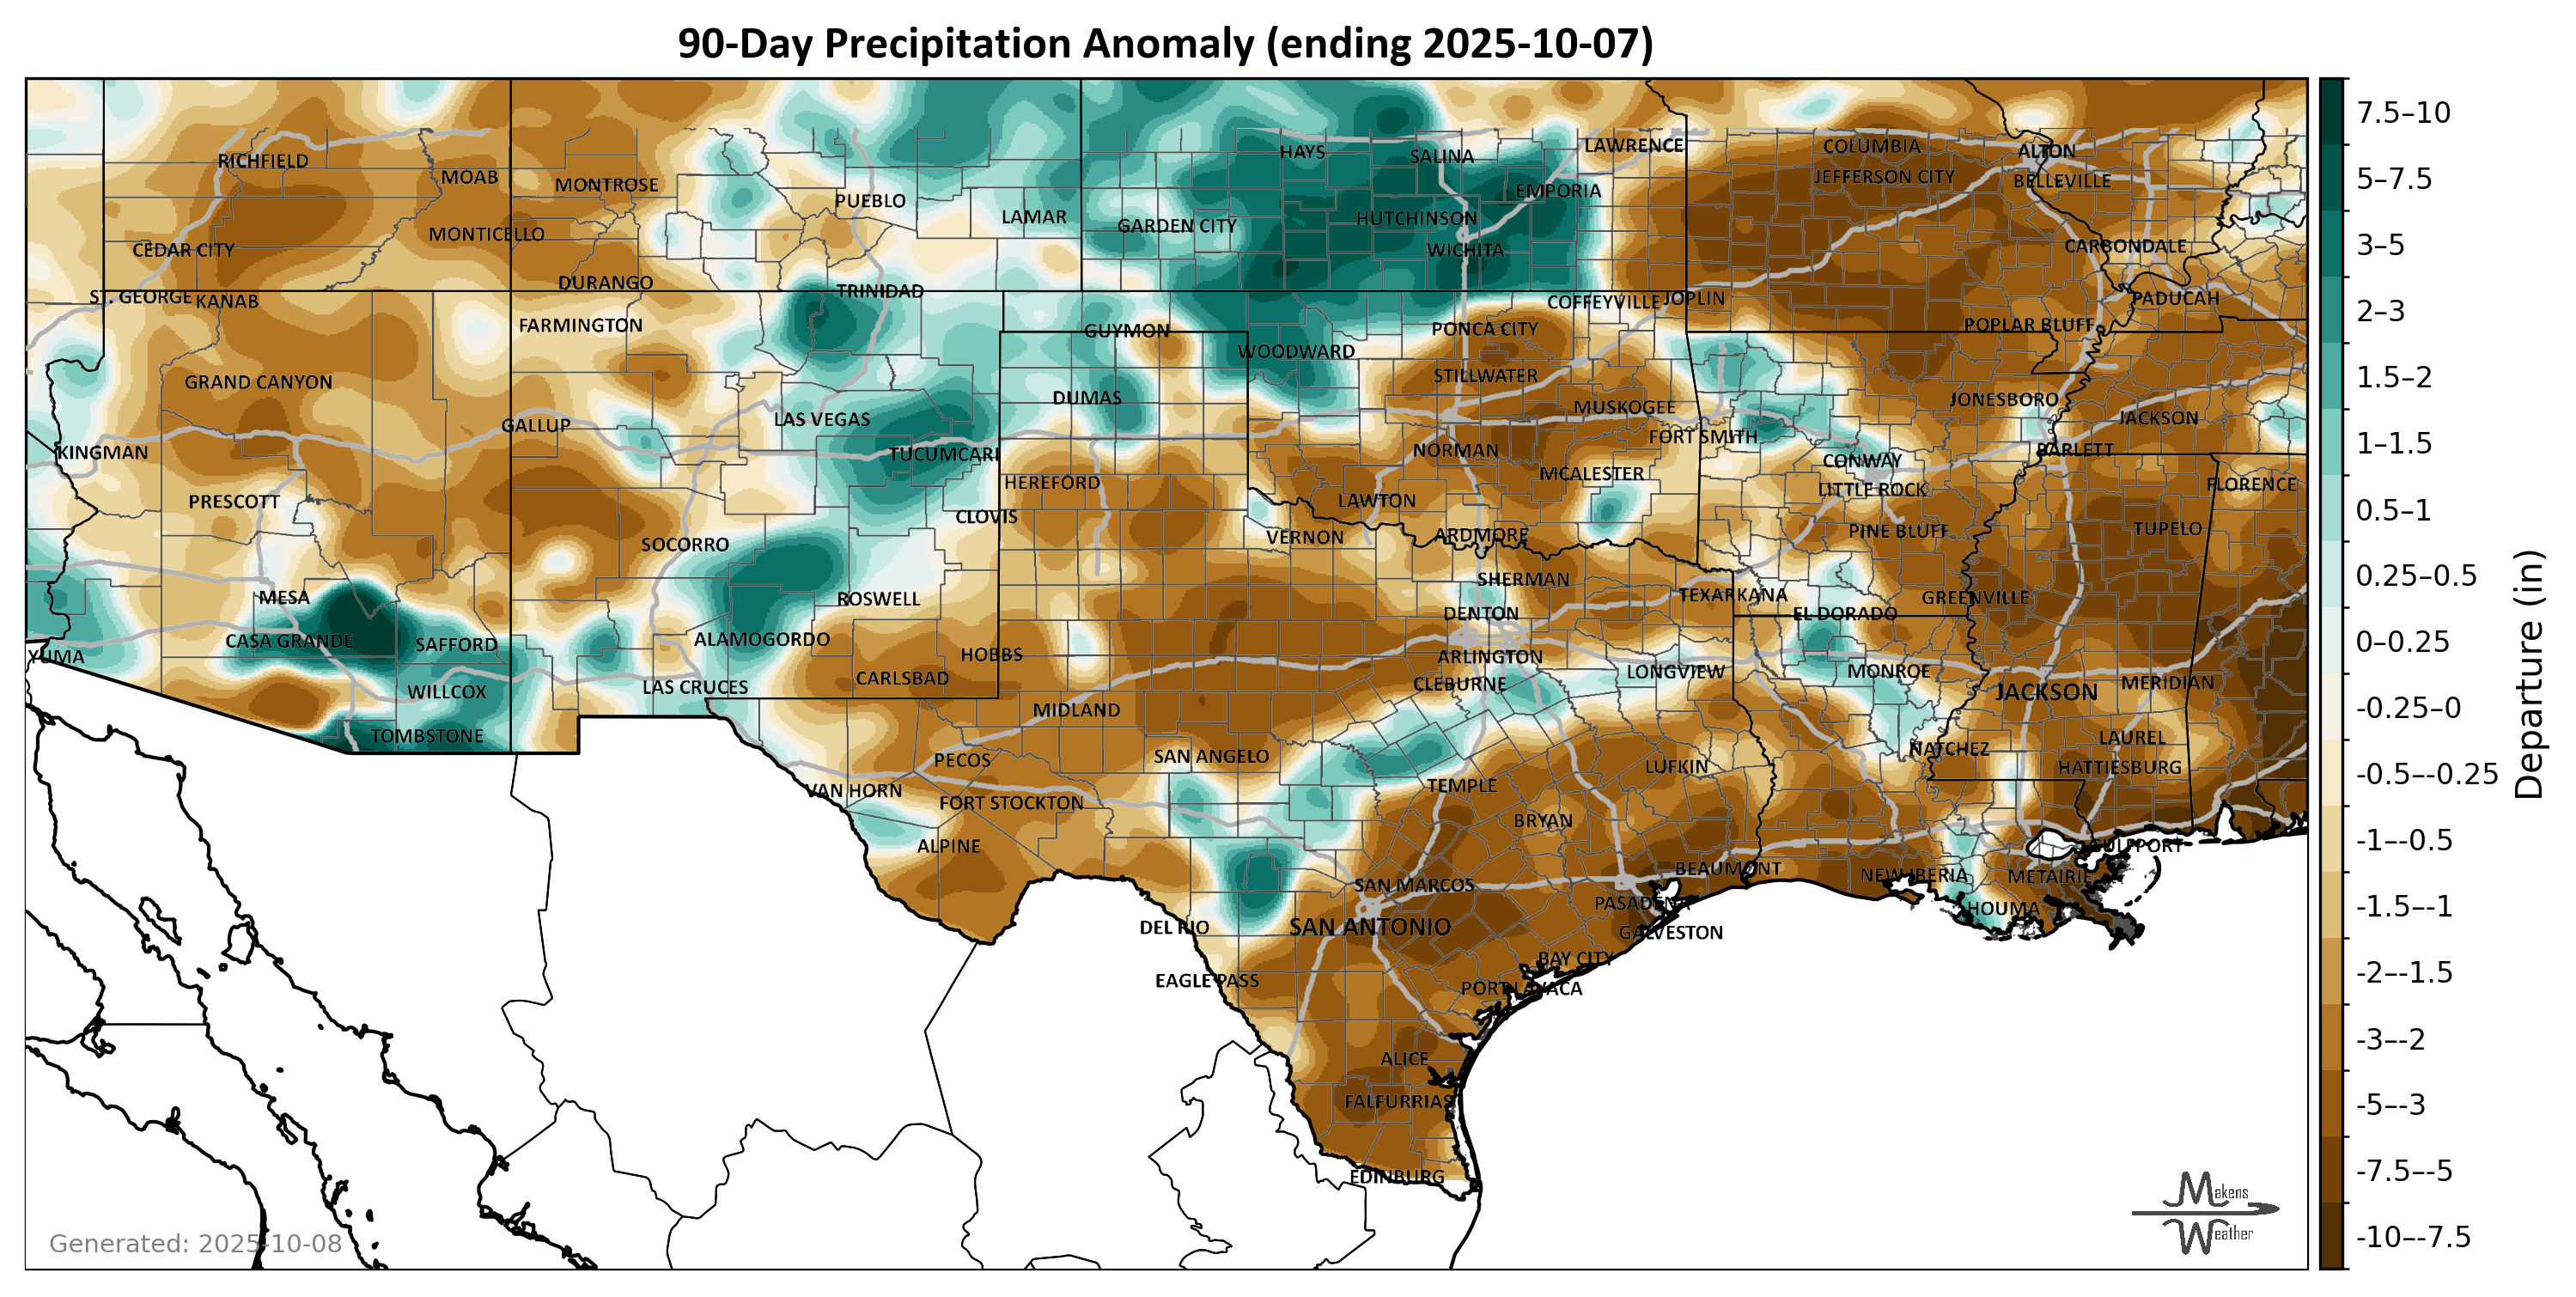 90-Day Precipitation Anomaly (ending 2025-10-07)
RICHFIELD
MOAB
MONTROSE
PUEBLO
LAMAR
HAYS
SALINA
LAWRENCE
COLUMBIA
ALTON
JEFFERSON CITY
BELLEVILLE
EMPORIA
GARDEN CITY
HUTCHINSON
WICHITA
MONTICELLO
CEDAR CITY
CARBONDALE
DURANGO
TRINIDAD
ST. GEORGE
KANAB
COFFEYVILLE
JOPLIN
PADUCAH
FARMINGTON
GUYMON
PONCA CITY
POPLAR BLUFF
WOODWARD
STILLWATER
GRAND CANYON
DUMAS
MUSKOGEE
JONESBORO
JACKSON
GALLUP
LAS VEGAS
FORT SMITH
KINGMAN
TUCUMCARI
NORMAN
BARLETT
CONWAY
MCALESTER
HEREFORD
LITTLE ROCK
FLORENCE
PRESCOTT
LAWTON
CLOVIS
VERNON
ARDMORE
PINE BLUFF
TUPELO
SOCORRO
SHERMAN
MESA
ROSWELL
DENTON
TEXARKANA
EL DORADO
GREENVILLE
CASA GRANDE
SAFFORD
ALAMOGORDO
HOBBS
ARLINGTON
YUMA
CARLSBAD
CLEBURNE
LONGVIEW
MONROE
WILLCOX
LAS CRUCES
JACKSON
MERIDIAN
MIDLAND
TOMBSTONE
LAUREL
NATCHEZ
PECOS
SAN ANGELO
LUFKIN
HATTIESBURG
VAN HORN
TEMPLE
FORT STOCKTON
BRYAN
ALPINE
GULFPORT
BEAUMONT
NEW IBERIA
METAIRIE
SAN MARCOS
PASADENA
HOUMA
DEL RIO
SAN ANTONIO
GALVESTON
BAY CITY
EAGLE PASS
PORT LAVACA
ALICE
FALFURRIAS
EDINBURG
Generated: 2025-10-08
Makens
Weather
7.5–10
5–7.5
3–5
2–3
1.5–2
1–1.5
0.5–1
0.25–0.5
0–0.25
-0.25–0
-0.5–-0.25
-1–-0.5
-1.5–-1
-2–-1.5
-3–-2
-5–-3
-7.5–-5
-10–-7.5
Departure (in)